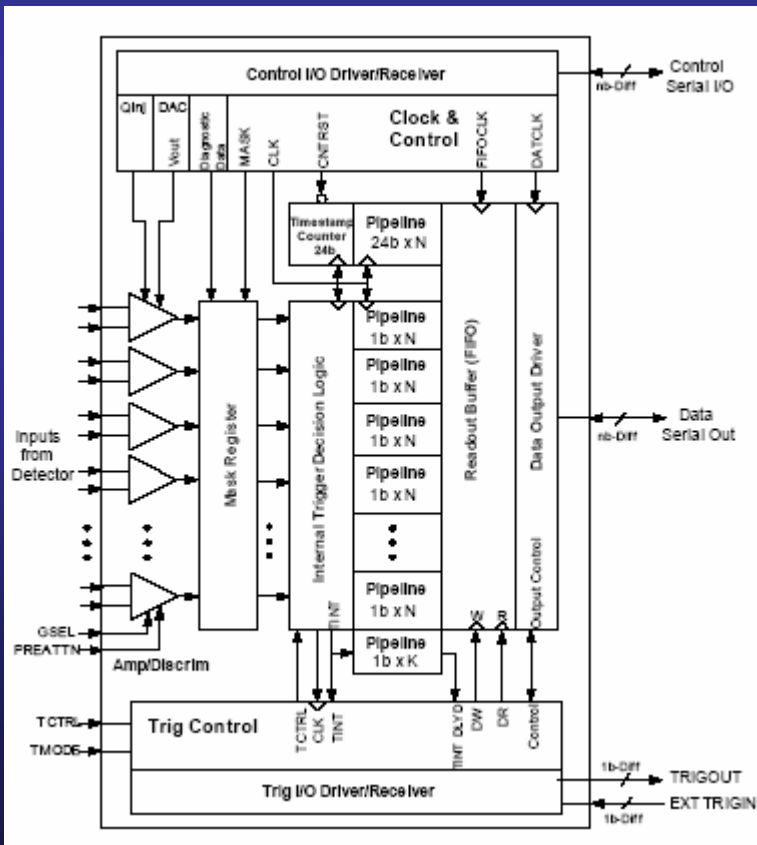 Control I/O Driver/Receiver
Control
Serial I/O
nb-Diff
QInj
DAC
Vout
Diagnostic
Data
MASK
CLK
Clock &
Control
CNTRST
FIFOCLK
DATCLK
Timestamp
Counter
24b
Pipeline
24b x N
Inputs
from
Detector
Mask Register
Internal Trigger Decision Logic
TINT
Pipeline
1b x N
Pipeline
1b x N
Pipeline
1b x N
Pipeline
1b x N
Pipeline
1b x N
Pipeline
1b x K
Readout Buffer (FIFO)
Data Output Driver
Output Control
Data
Serial Out
nb-Diff
GSEL
PREATTN
Amp/Discrim
TCTRL
TMODE
Trig Control
TCTRL
CLK
TINT
TINT DLYD
DW
DR
Control
Trig I/O Driver/Receiver
1b-Diff
TRIGOUT
EXT TRIGIN
1b-Diff